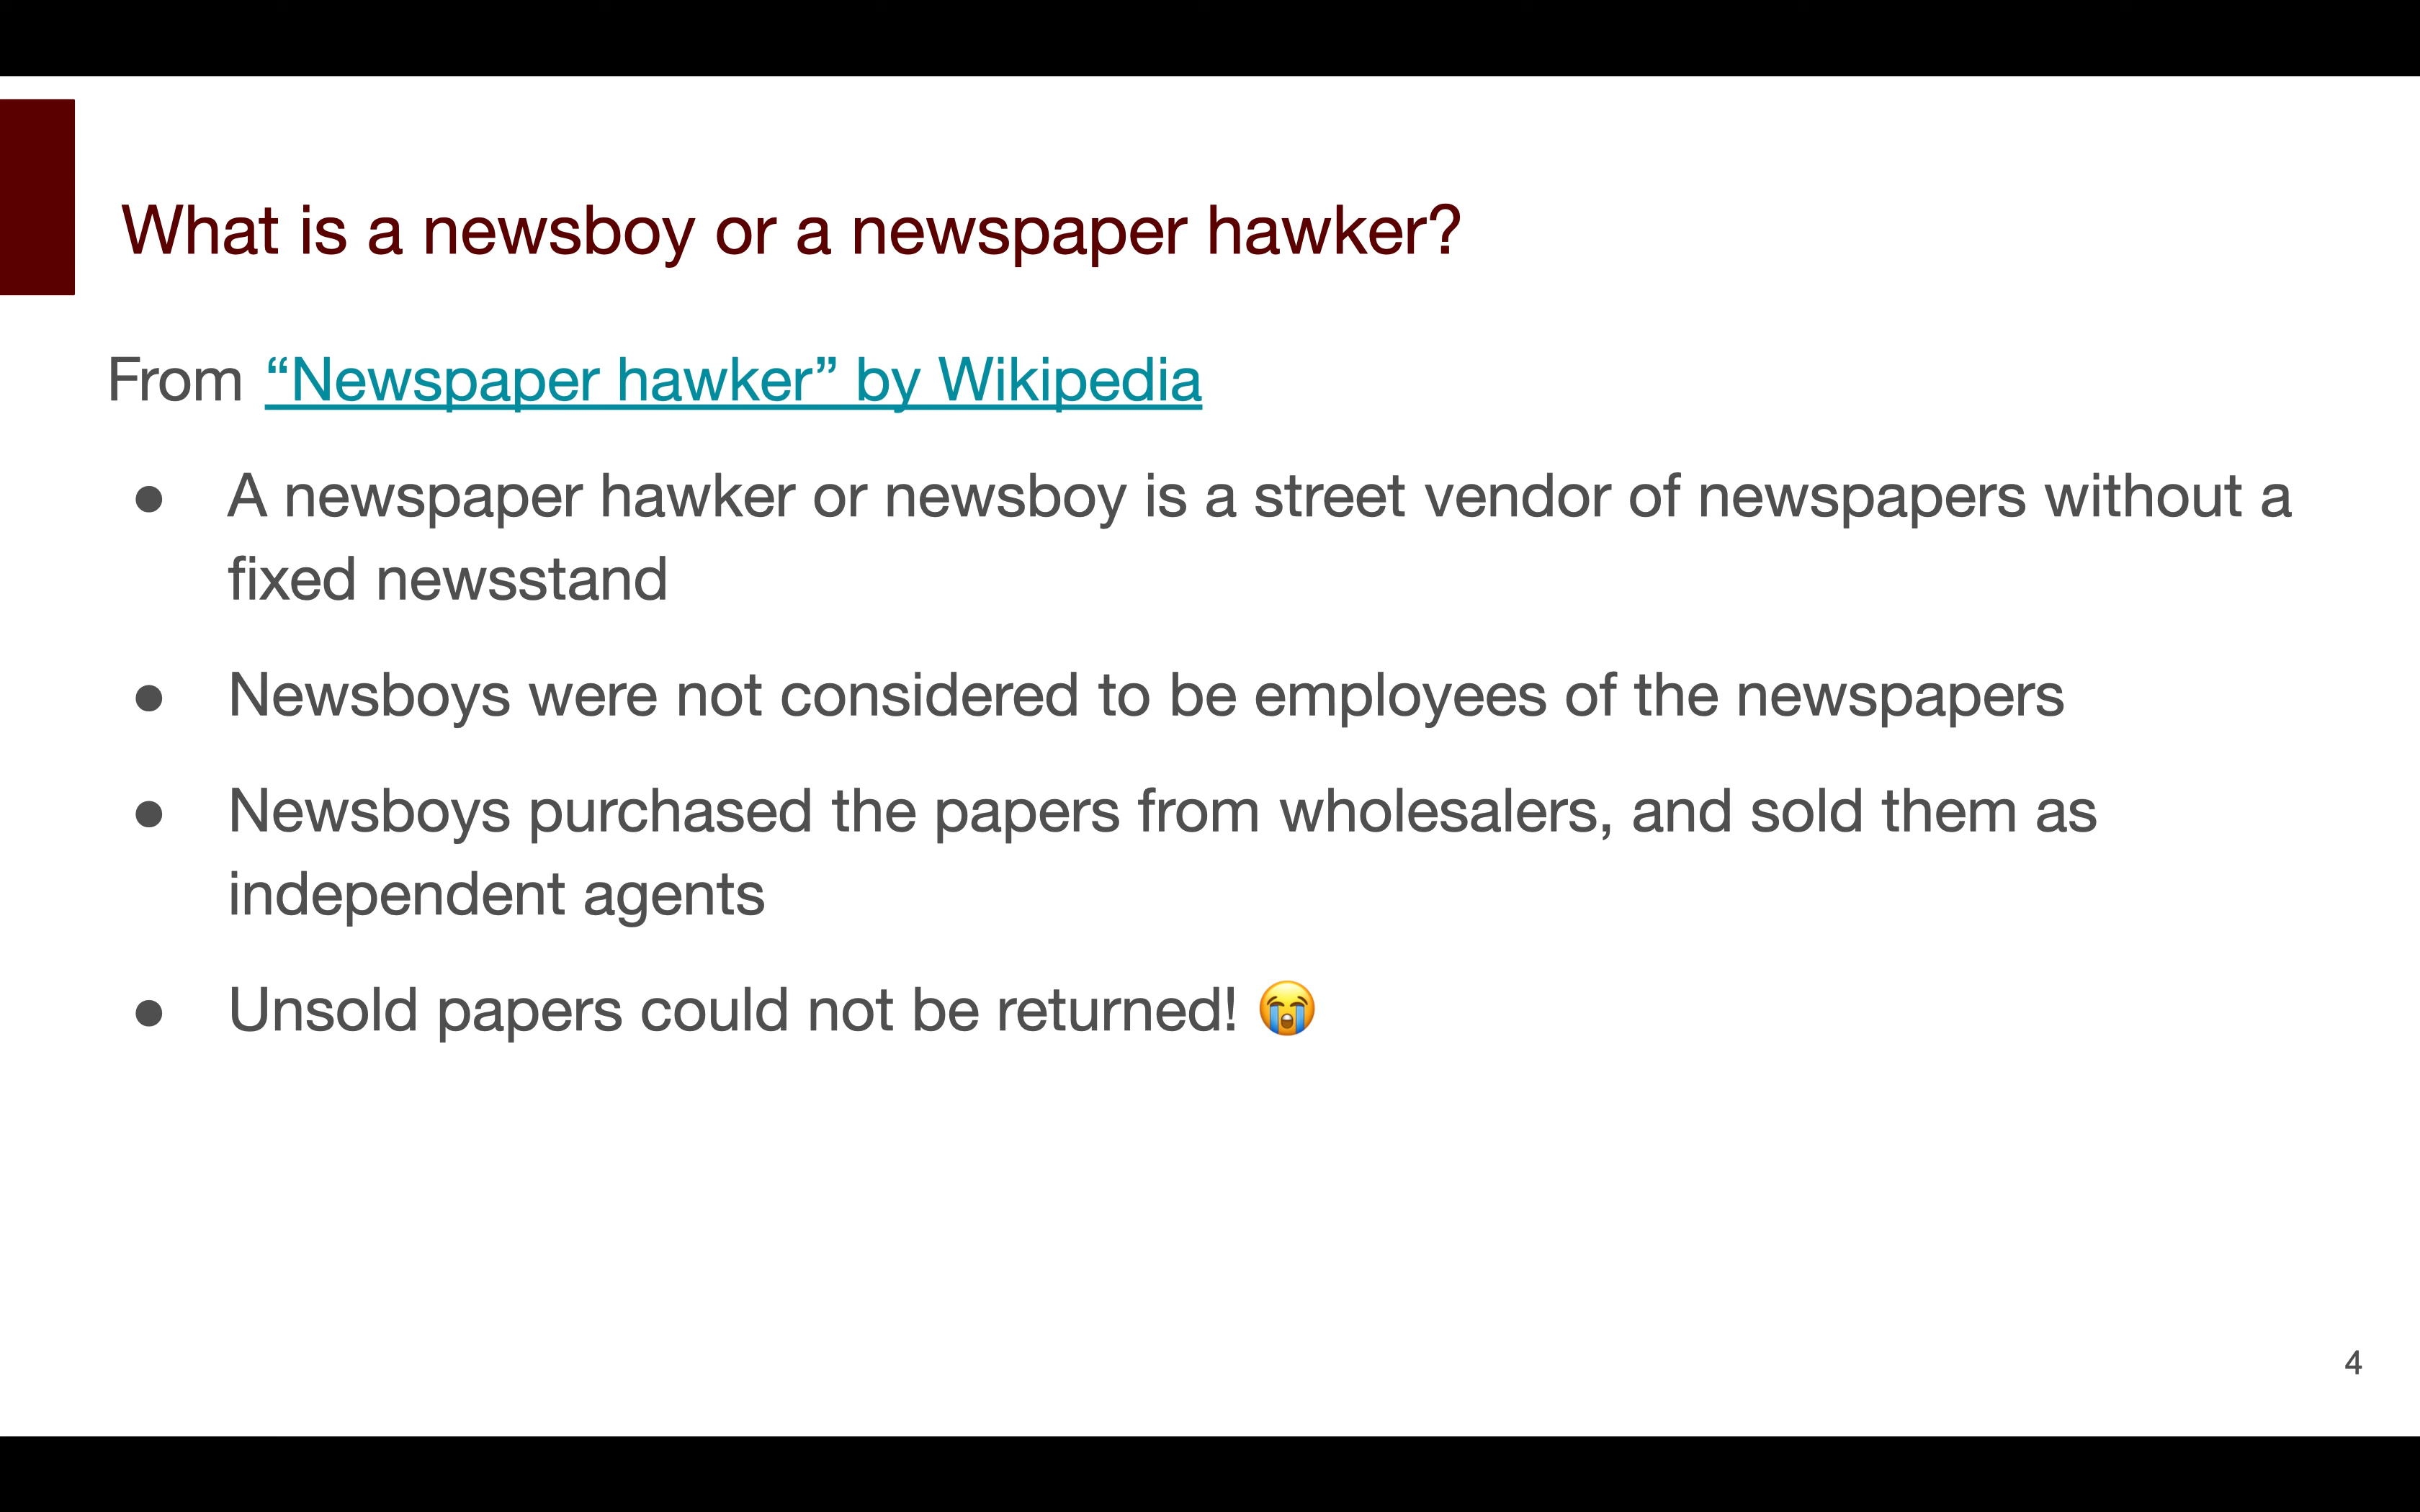 What is a newsboy or a newspaper hawker?
From “Newspaper hawker” by Wikipedia
● A newspaper hawker or newsboy is a street vendor of newspapers without a
fixed newsstand
● Newsboys were not considered to be employees of the newspapers
● Newsboys purchased the papers from wholesalers, and sold them as
independent agents
● Unsold papers could not be returned! 😭
4